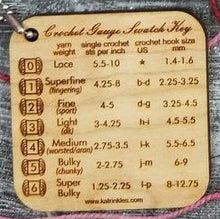 Crochet Gauge Swatch Key
yarn weight single crochet sts per inch crochet hook size US mm
0 Lace 5.5-10 * 1.4-1.6
1 Superfine (fingering) 4-5 b-d 2.25-3.25
2 Fine (sport) 4-5 d-g 3.25-4.5
3 Light (dk) 3-4.25 g-i 4.5-5.5
4 Medium (worsted/aran) 2.75-3.5 i-k 5.5-6.5
5 Bulky (chunky) 2-2.75 j-m 6-9
6 Super Bulky 1.25-2.25 l-p 8-12.75
www.katrinkles.com